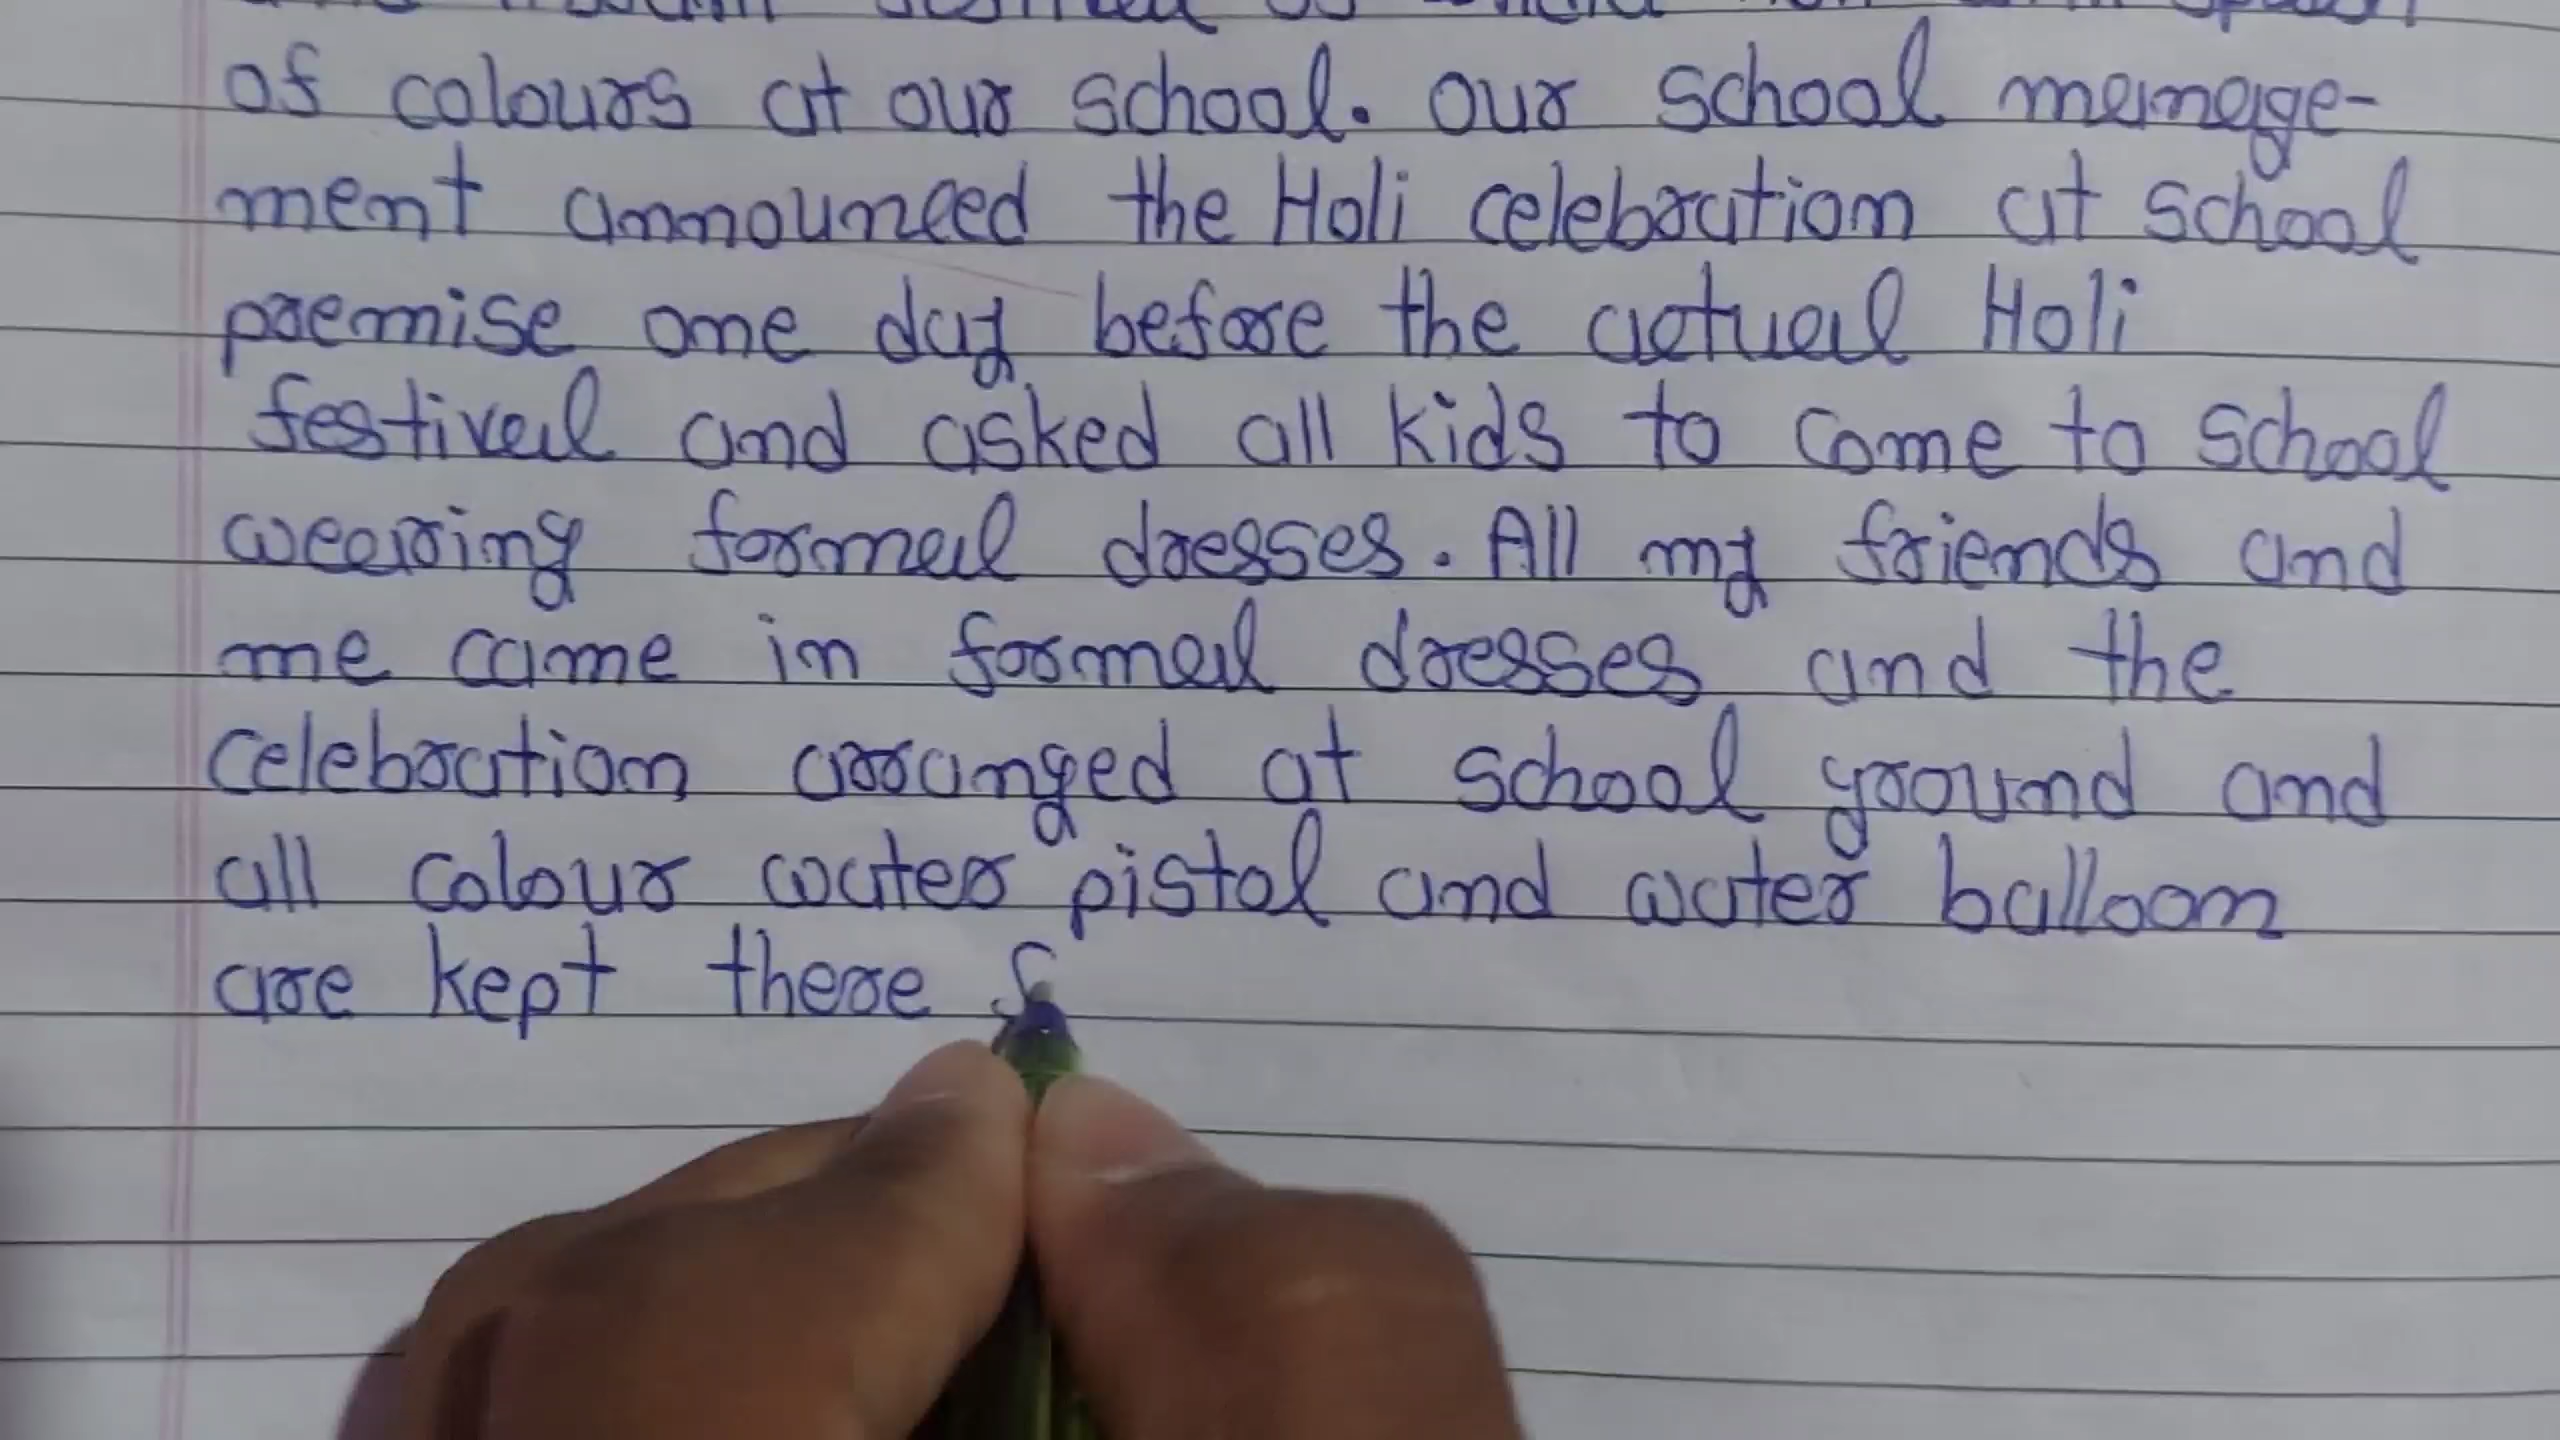 of colours at our school. Our school manage-
ment announced the Holi celebration at school
premise one day before the actual Holi
festival and asked all kids to come to school
wearing formal dresses. All my friends and
me came in formal dresses and the
celebration arranged at school ground and
all colour water pistol and water balloon
are kept there